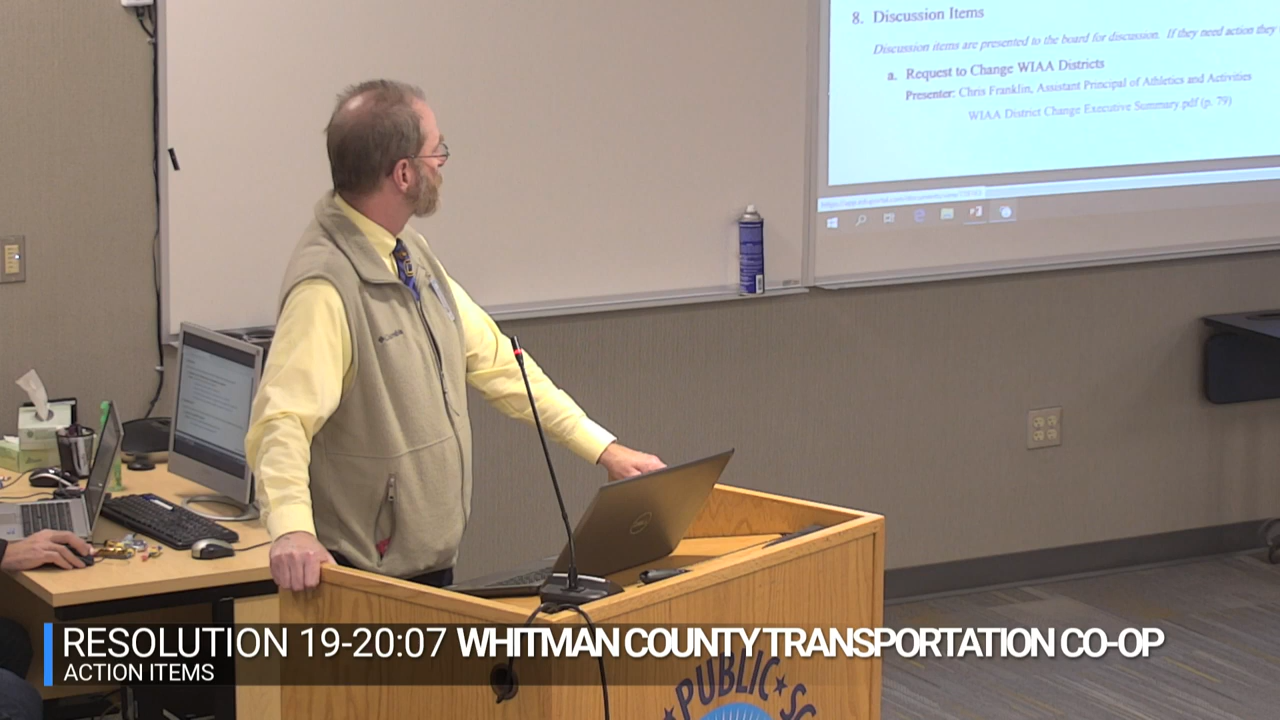 8. Discussion Items
Discussion items are presented to the board for discussion. If they need action they
a. Request to Change WIAA Districts
Presenter: Chris Franklin, Assistant Principal of Athletics and Activities
WIAA District Change Executive Summary.pdf (p. 79)
Columbia
DELL
RESOLUTION 19-20:07 WHITMAN COUNTY TRANSPORTATION CO-OP
ACTION ITEMS
PUBLIC SC